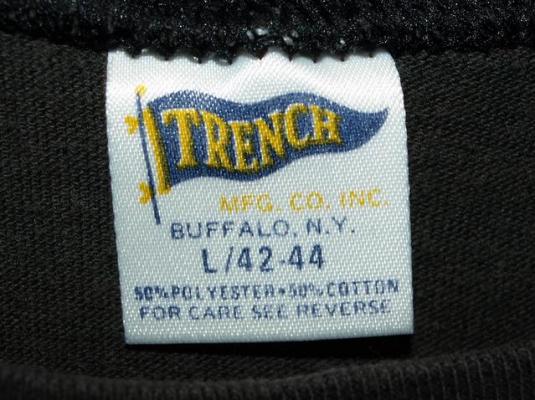 TRENCH
MFG. CO. INC.
BUFFALO, N.Y.
L/42-44
50% POLYESTER•50% COTTON
FOR CARE SEE REVERSE